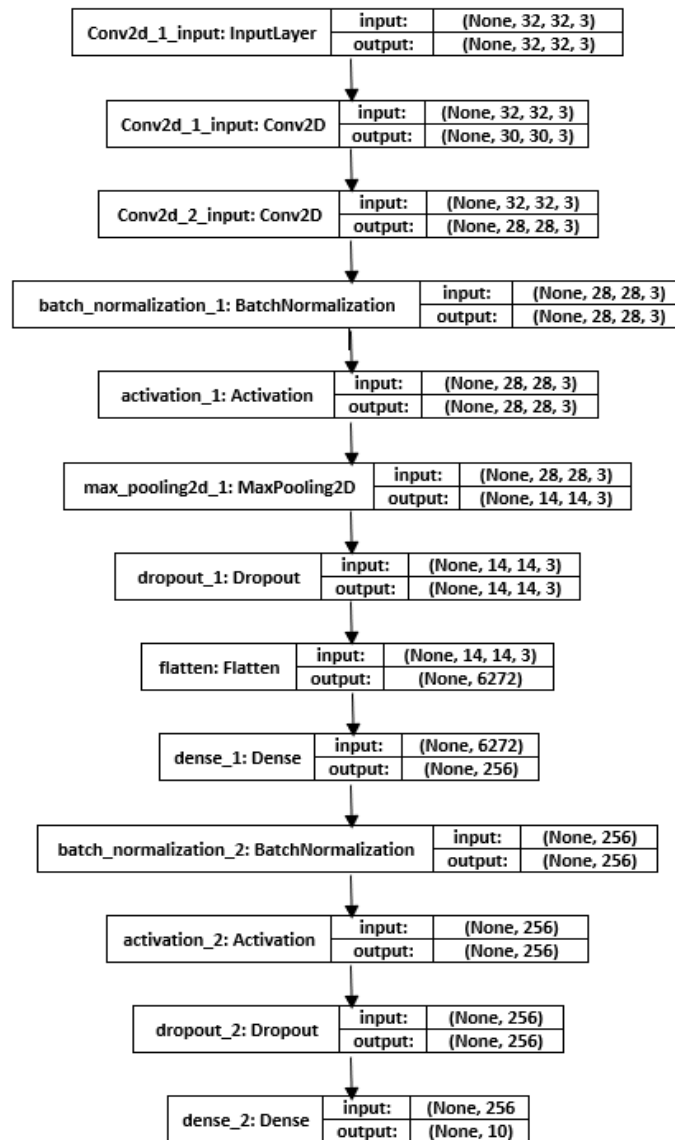 Conv2d_1_input: InputLayer input: (None, 32, 32, 3)
output: (None, 32, 32, 3)
Conv2d_1_input: Conv2D input: (None, 32, 32, 3)
output: (None, 30, 30, 3)
Conv2d_2_input: Conv2D input: (None, 32, 32, 3)
output: (None, 28, 28, 3)
batch_normalization_1: BatchNormalization input: (None, 28, 28, 3)
output: (None, 28, 28, 3)
activation_1: Activation input: (None, 28, 28, 3)
output: (None, 28, 28, 3)
max_pooling2d_1: MaxPooling2D input: (None, 28, 28, 3)
output: (None, 14, 14, 3)
dropout_1: Dropout input: (None, 14, 14, 3)
output: (None, 14, 14, 3)
flatten: Flatten input: (None, 14, 14, 3)
output: (None, 6272)
dense_1: Dense input: (None, 6272)
output: (None, 256)
batch_normalization_2: BatchNormalization input: (None, 256)
output: (None, 256)
activation_2: Activation input: (None, 256)
output: (None, 256)
dropout_2: Dropout input: (None, 256)
output: (None, 256)
dense_2: Dense input: (None, 256
output: (None, 10)